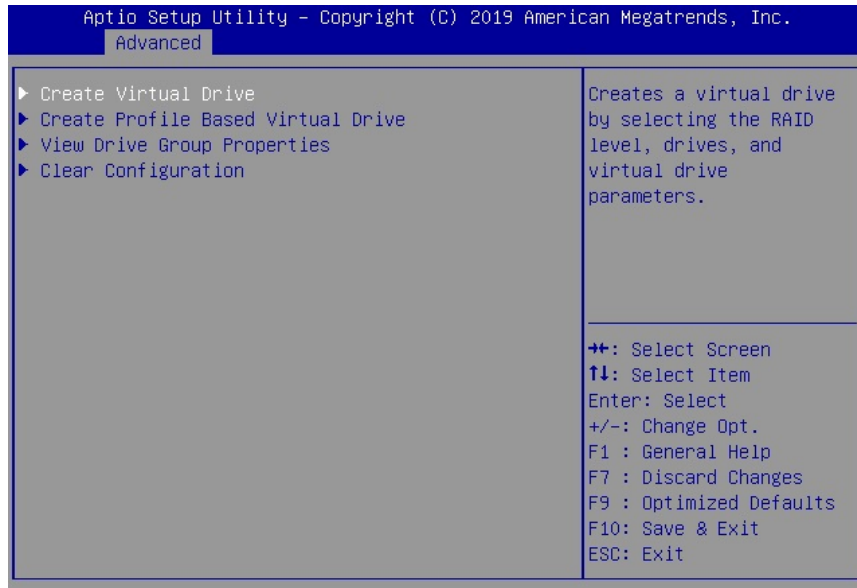 Aptio Setup Utility – Copyright (C) 2019 American Megatrends, Inc.
Advanced
▶ Create Virtual Drive
▶ Create Profile Based Virtual Drive
▶ View Drive Group Properties
▶ Clear Configuration
Creates a virtual drive
by selecting the RAID
level, drives, and
virtual drive
parameters.
→←: Select Screen
↑↓: Select Item
Enter: Select
+/-: Change Opt.
F1 : General Help
F7 : Discard Changes
F9 : Optimized Defaults
F10: Save & Exit
ESC: Exit